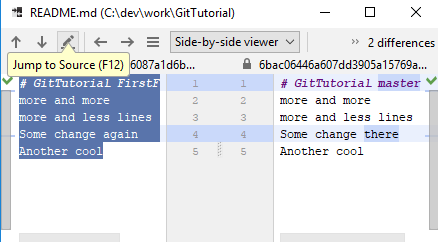 README.md (C:\dev\work\GitTutorial)
Side-by-side viewer
2 differences
Jump to Source (F12)
6087a1d6b...
6bac06446a607dd3905a15769a...
# GitTutorial FirstF
1 1
# GitTutorial master
more and more
2 2
more and more
more and less lines
3 3
more and less lines
Some change again
4 4
Some change there
Another cool
5 5
Another cool